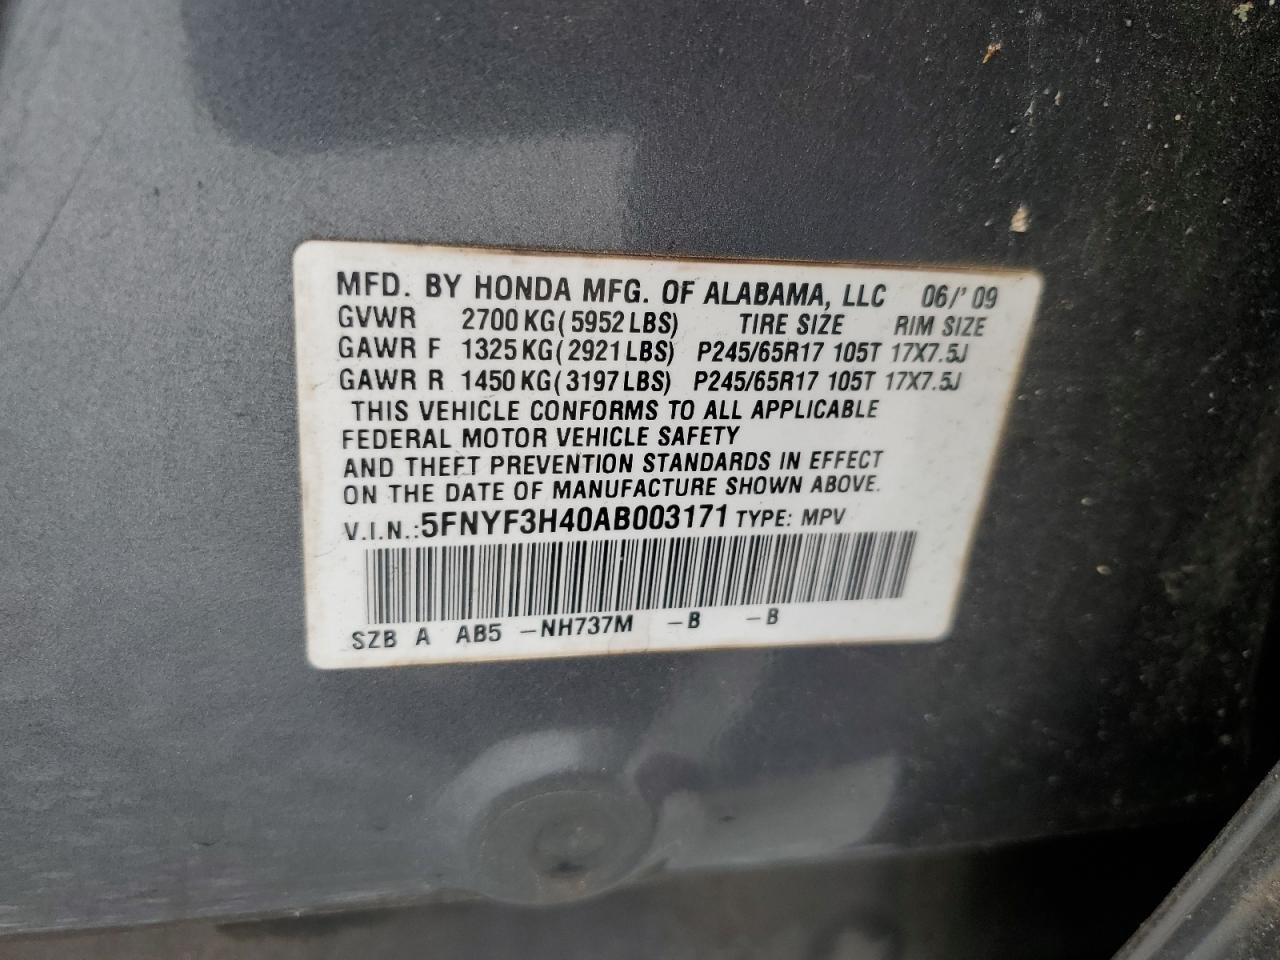 MFD. BY HONDA MFG. OF ALABAMA, LLC 06/'09
GVWR 2700 KG(5952 LBS) TIRE SIZE RIM SIZE
GAWR F 1325 KG(2921 LBS) P245/65R17 105T 17X7.5J
GAWR R 1450 KG(3197 LBS) P245/65R17 105T 17X7.5J
THIS VEHICLE CONFORMS TO ALL APPLICABLE
FEDERAL MOTOR VEHICLE SAFETY
AND THEFT PREVENTION STANDARDS IN EFFECT
ON THE DATE OF MANUFACTURE SHOWN ABOVE.
V.I.N.:5FNYF3H40AB003171 TYPE: MPV
SZB A AB5 -NH737M -B -B